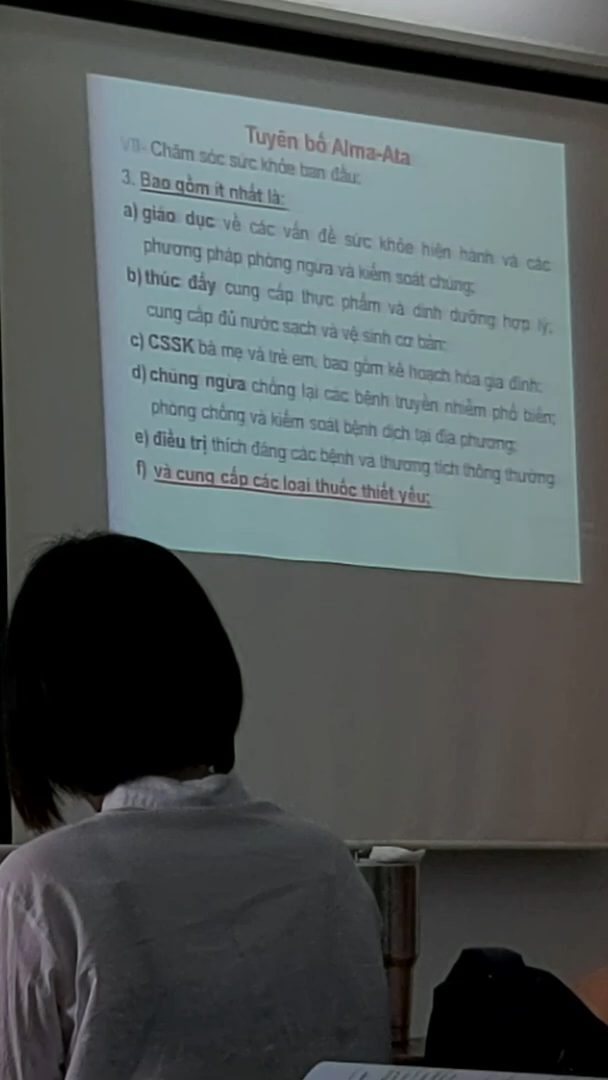 Tuyên bố Alma-Ata
VII- Chăm sóc sức khỏe ban đầu:
3. Bao gồm ít nhất là:
a) giáo dục về các vấn đề sức khỏe hiện hành và các
phương pháp phòng ngừa và kiểm soát chúng;
b) thúc đẩy cung cấp thực phẩm và dinh dưỡng hợp lý;
cung cấp đủ nước sạch và vệ sinh cơ bản;
c) CSSK bà mẹ và trẻ em, bao gồm kế hoạch hóa gia đình;
d) chủng ngừa chống lại các bệnh truyền nhiễm phổ biến;
phòng chống và kiểm soát bệnh dịch tại địa phương;
e) điều trị thích đáng các bệnh và thương tích thông thường
f) và cung cấp các loại thuốc thiết yếu;